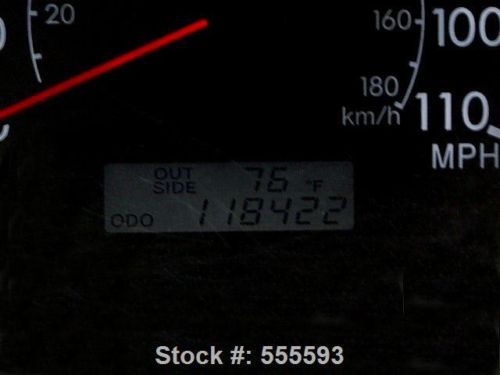 20
160
100
180
km/h
110
MPH
OUT
SIDE
76 °F
ODO 118422
Stock #: 555593